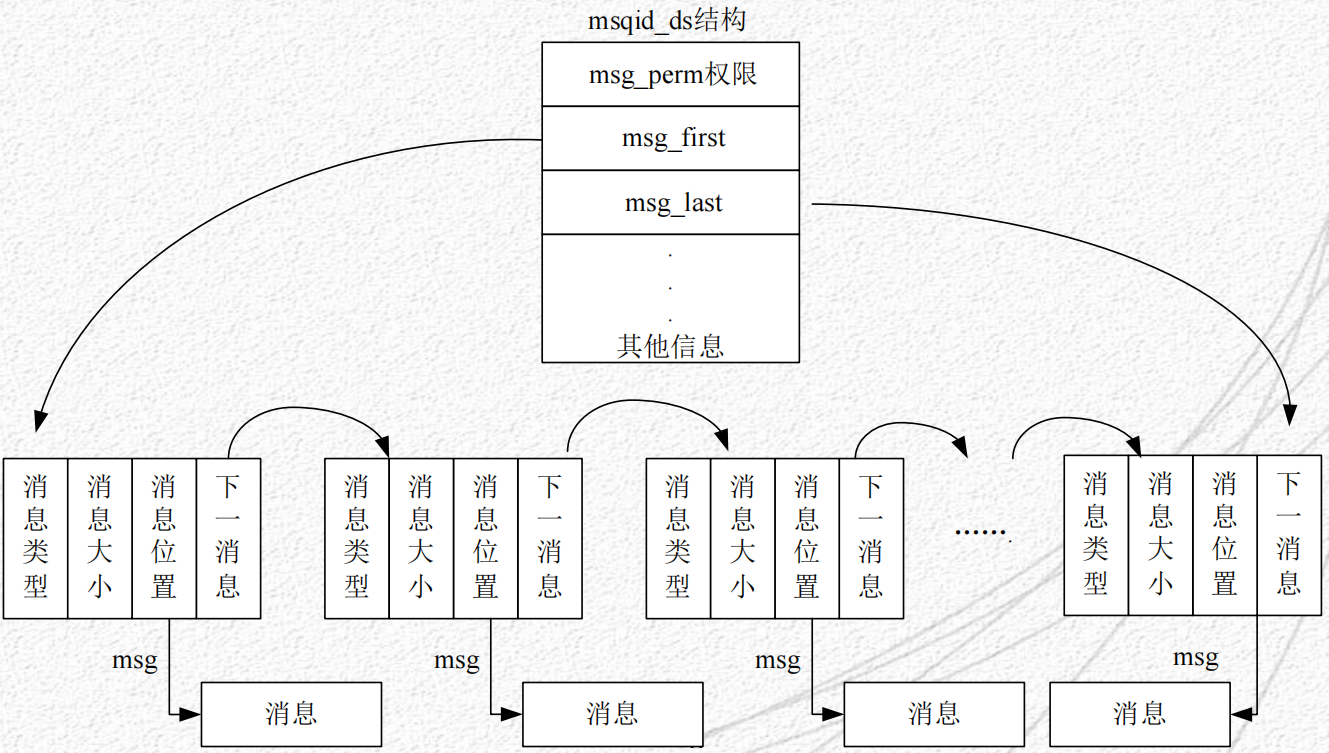 msqid_ds结构
msg_perm权限
msg_first
msg_last
.
.
.
其他信息
消息类型
消息大小
消息位置
下一消息
消息类型
消息大小
消息位置
下一消息
消息类型
消息大小
消息位置
下一消息
.......
消息类型
消息大小
消息位置
下一消息
msg
msg
msg
msg
消息
消息
消息
消息